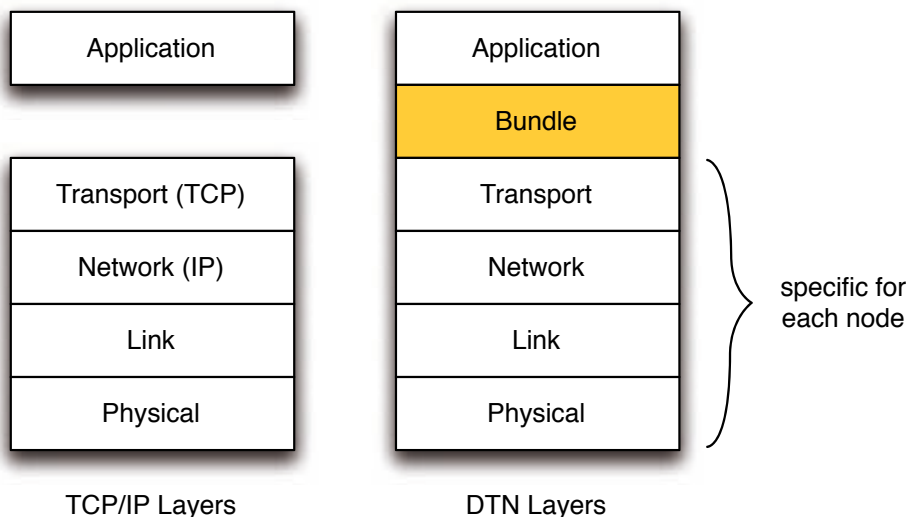 Application
Transport (TCP)
Network (IP)
Link
Physical
TCP/IP Layers
Application
Bundle
Transport
Network
Link
Physical
DTN Layers
specific for
each node